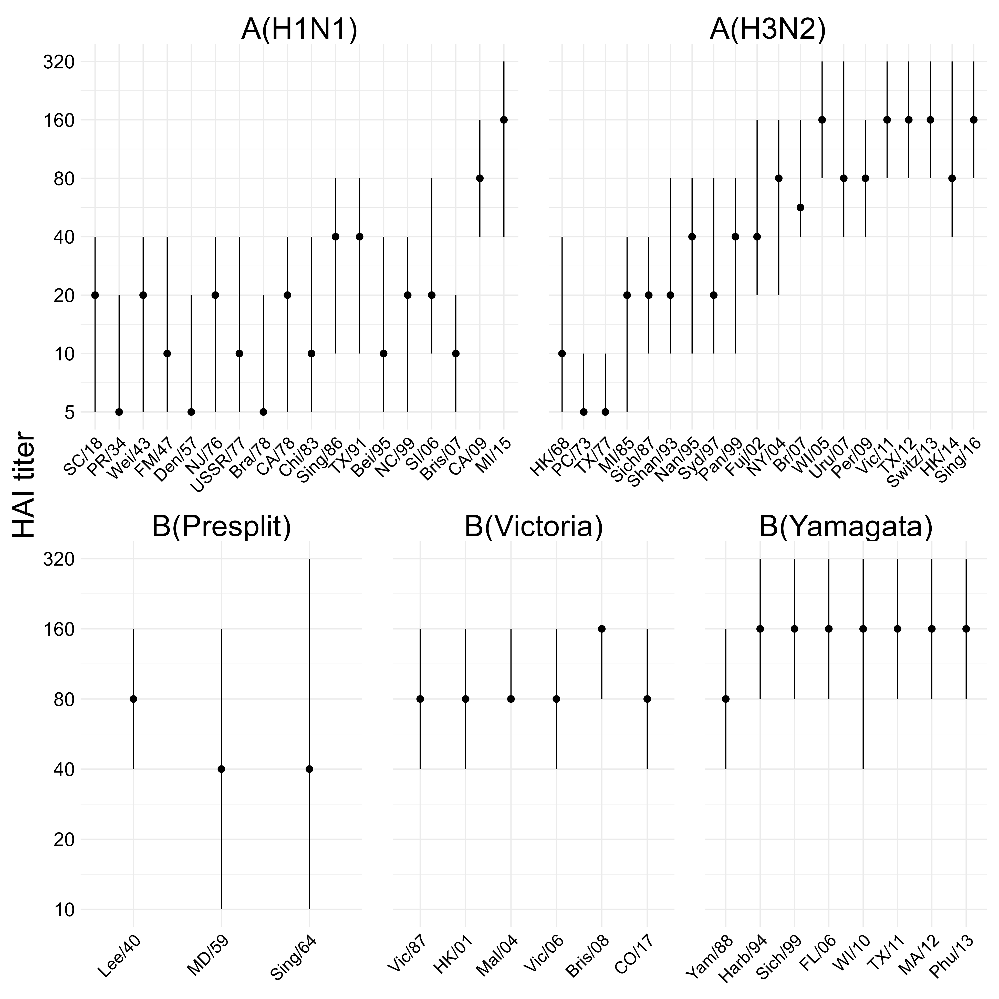 A(H1N1)
A(H3N2)
320
160
80
40
20
10
5
SC/18
PR/34
Wei/43
FM/47
Den/57
NJ/76
USSR/77
Bra/78
CA/78
Chi/83
Sing/86
TX/91
Bei/95
NC/99
SI/06
Bris/07
CA/09
MI/15
HK/68
PC/73
TX/77
MI/85
Sich/87
Shan/93
Nan/95
Syd/97
Pan/99
Fuj/02
NY/04
Br/07
WI/05
Uru/07
Per/09
Vic/11
TX/12
Switz/13
HK/14
Sing/16
HAI titer
B(Presplit)
B(Victoria)
B(Yamagata)
320
160
80
40
20
10
Lee/40
MD/59
Sing/64
Vic/87
HK/01
Mal/04
Vic/06
Bris/08
CO/17
Yam/88
Harb/94
Sich/99
FL/06
WI/10
TX/11
MA/12
Phu/13